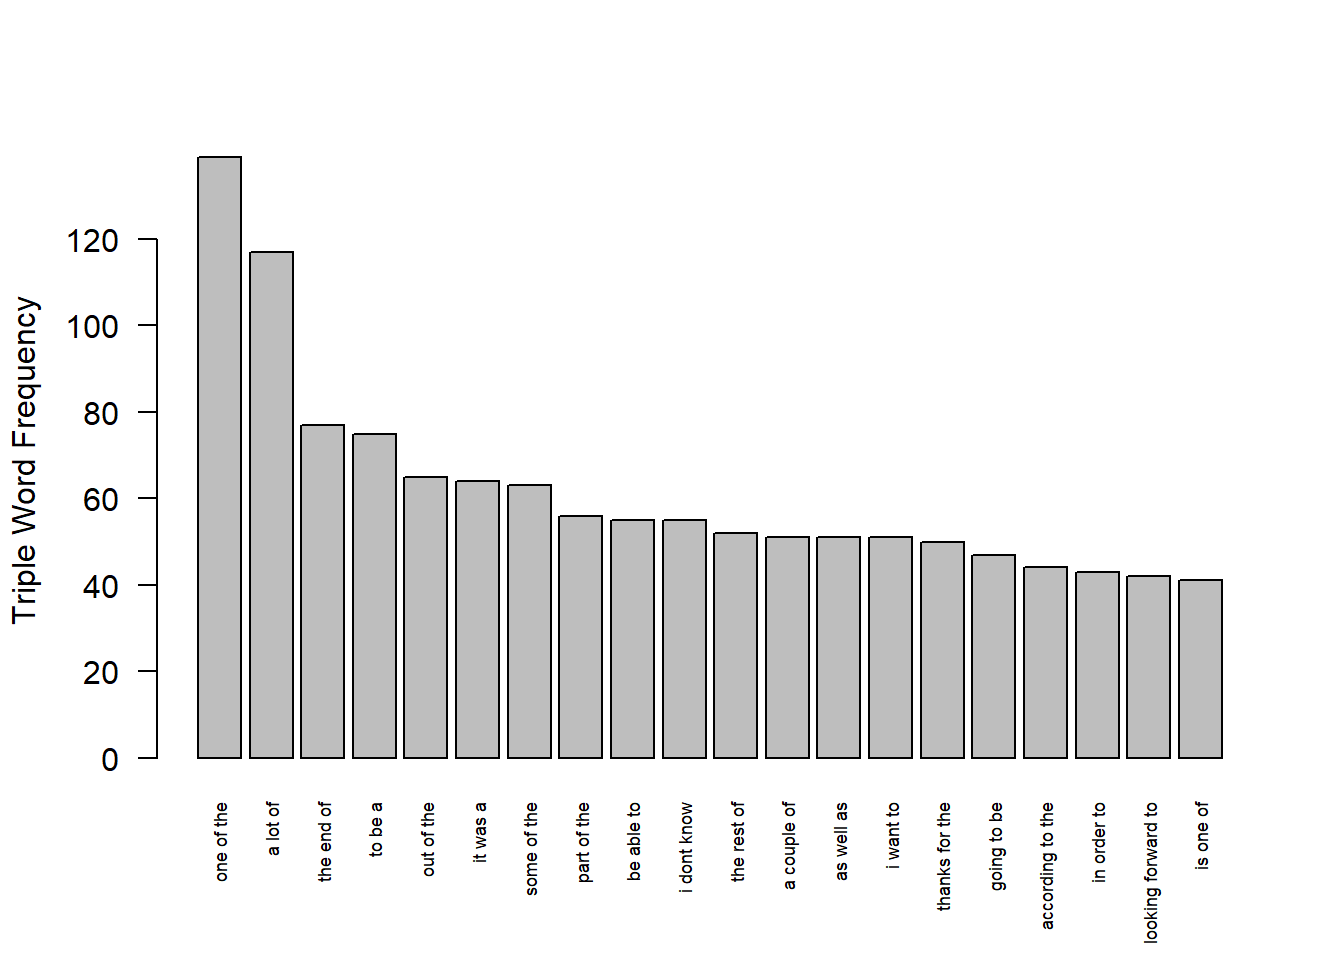 Triple Word Frequency
120
100
80
60
40
20
0
one of the
a lot of
the end of
to be a
out of the
it was a
some of the
part of the
be able to
i dont know
the rest of
a couple of
as well as
i want to
thanks for the
going to be
according to the
in order to
looking forward to
is one of